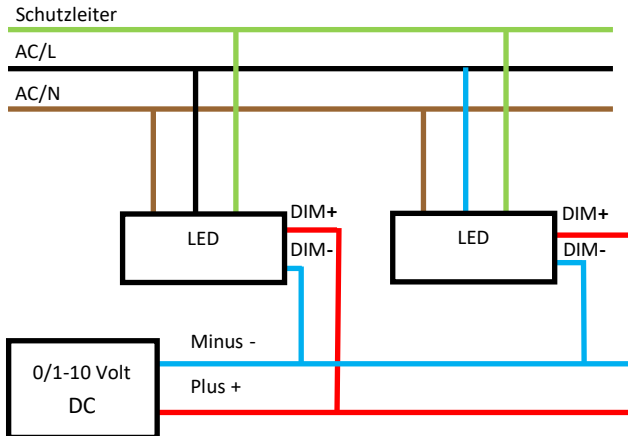 Schutzleiter
AC/L
AC/N
DIM+
LED
DIM-
DIM+
LED
DIM-
Minus -
0/1-10 Volt
DC
Plus +